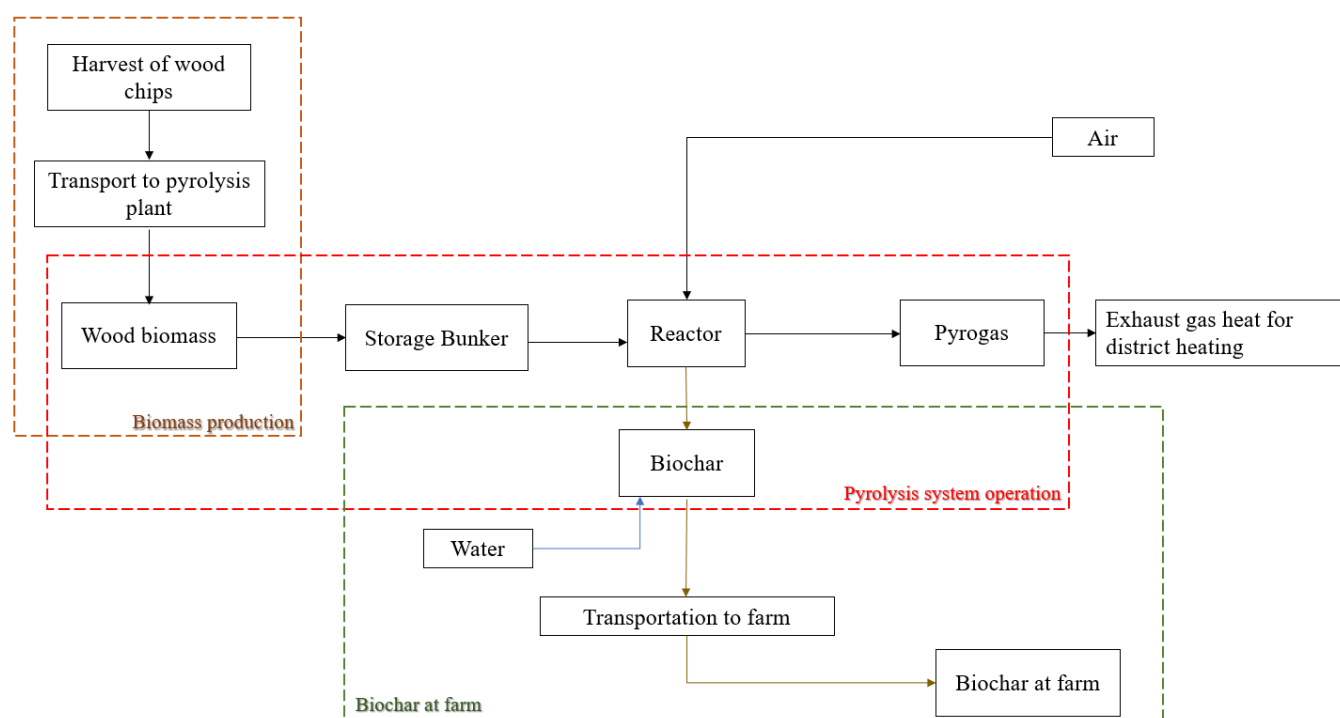 Harvest of wood
chips
Air
Transport to pyrolysis
plant
Wood biomass
Storage Bunker
Reactor
Pyrogas
Exhaust gas heat for
district heating
Biomass production
Biochar
Pyrolysis system operation
Water
Transportation to farm
Biochar at farm
Biochar at farm